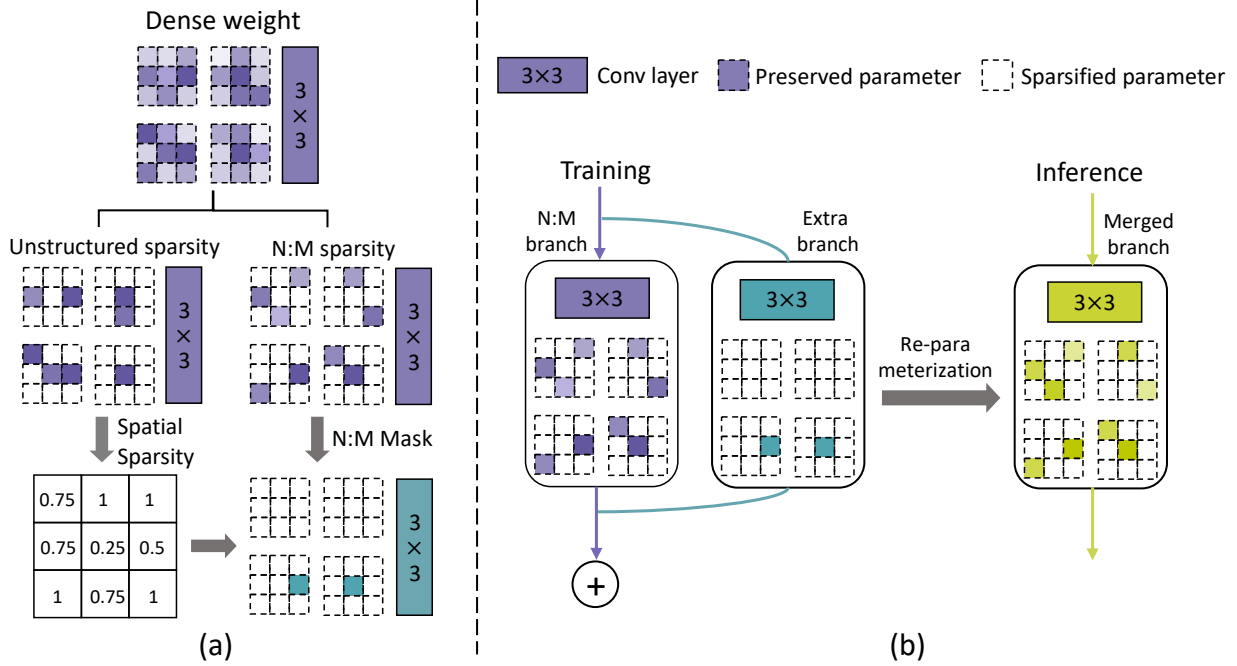 Dense weight
3
×
3
Unstructured sparsity
N:M sparsity
3
×
3
3
×
3
Spatial
Sparsity
N:M Mask
0.75 1 1
0.75 0.25 0.5
1 0.75 1
3
×
3
(a)
3×3 Conv layer
Preserved parameter
Sparsified parameter
Training
N:M
branch
Extra
branch
3×3
3×3
Re-para
meterization
Inference
Merged
branch
3×3
+
(b)